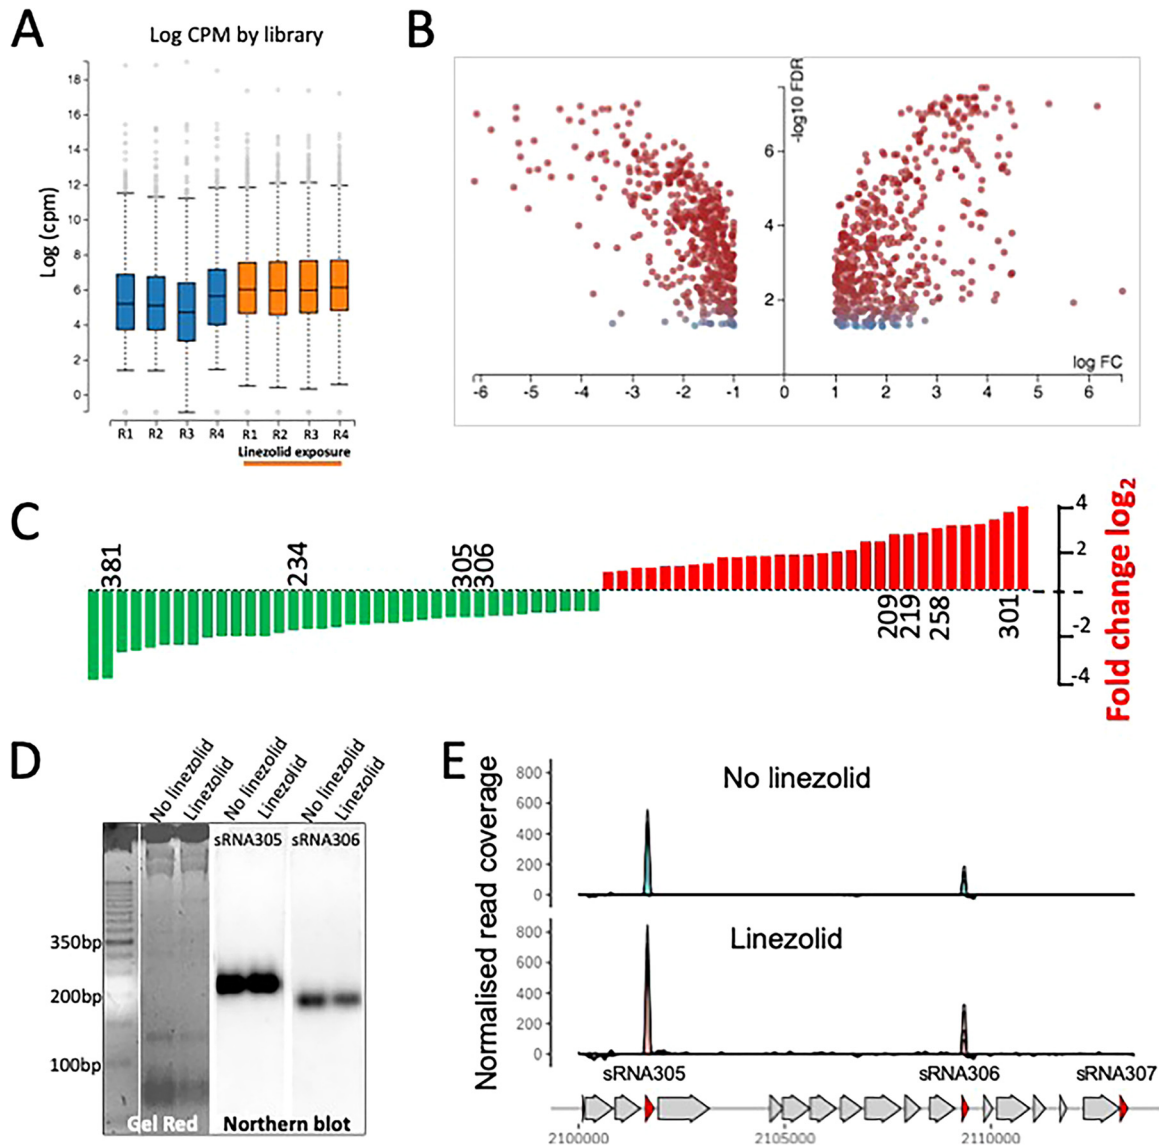 A
Log CPM by library
Log (cpm)
18
16
14
12
10
8
6
4
2
0
R1 R2 R3 R4 R1 R2 R3 R4
Linezolid exposure
B
-log10 FDR
6
4
2
log FC
-6 -5 -4 -3 -2 -1 0 1 2 3 4 5 6
C
381
234
305
306
209
219
258
301
4
2
-2
-4
Fold change log2
D
No linezolid
Linezolid
No linezolid
Linezolid
No linezolid
Linezolid
sRNA305 sRNA306
350bp
200bp
100bp
Gel Red Northern blot
E
Normalised read coverage
No linezolid
800
600
400
200
0
Linezolid
800
600
400
200
0
sRNA305 sRNA306 sRNA307
2100000 2105000 2110000